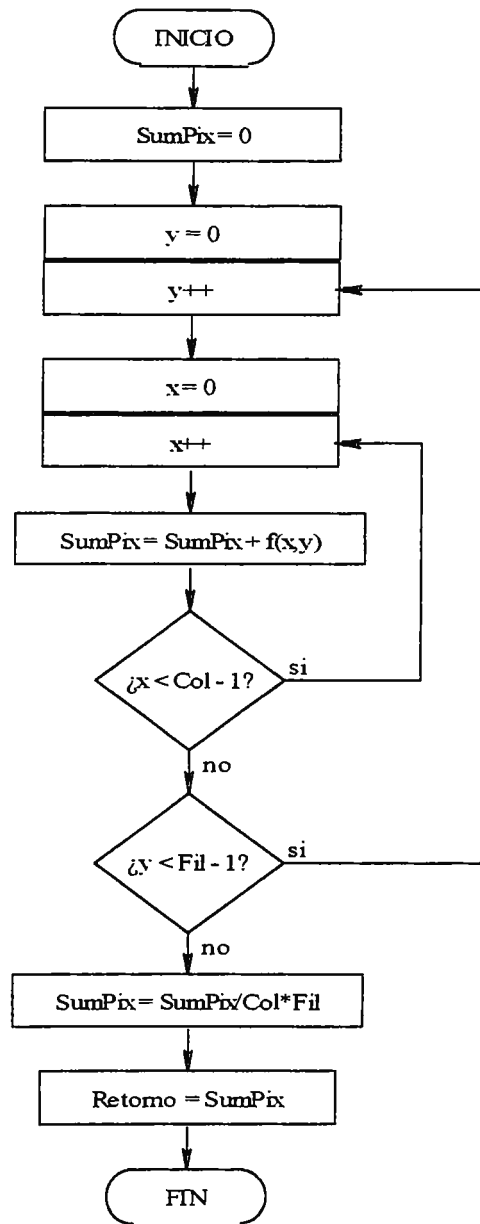 INICIO
SumPix= 0
y = 0
y++
x= 0
x++
SumPix= SumPix+ f(x,y)
¿x < Col - 1?
si
no
¿y < Fil - 1?
si
no
SumPix= SumPix/Col*Fil
Retorno = SumPix
FIN